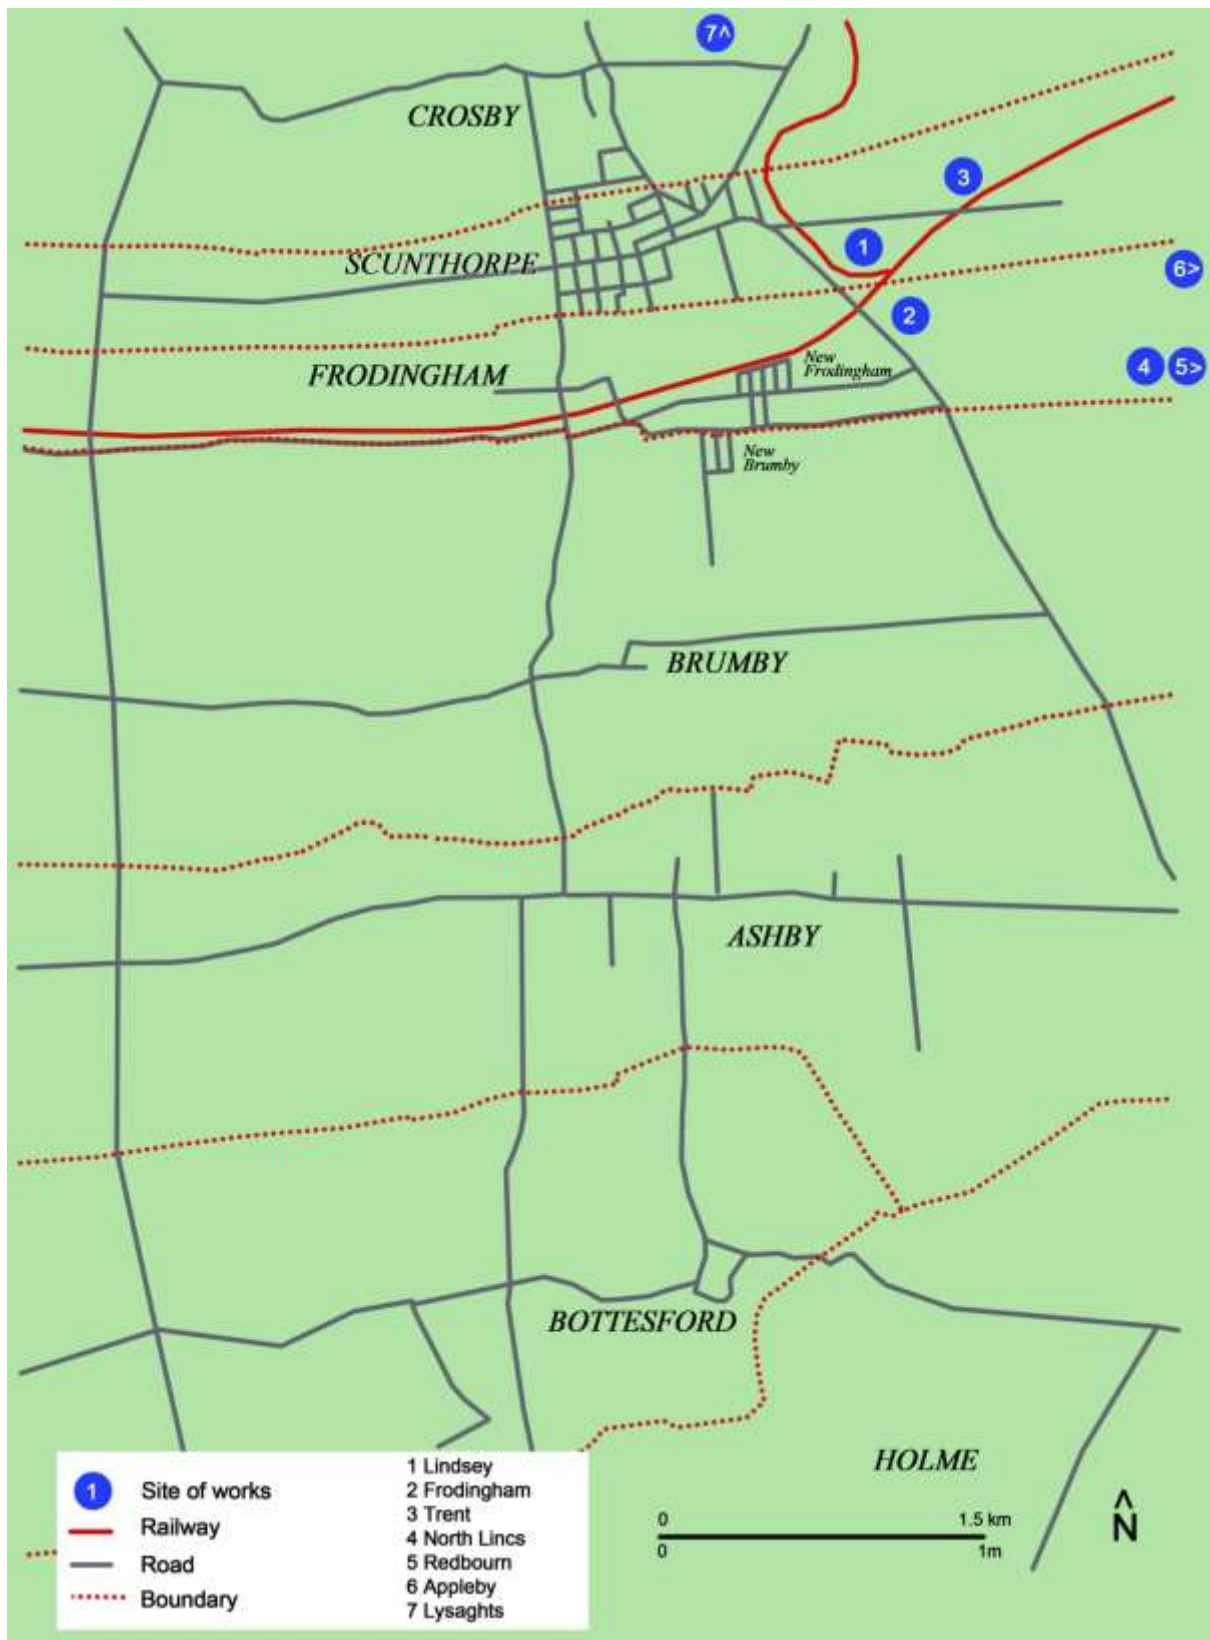 7^
CROSBY
3
1
SCUNTHORPE
6>
2
New
Frodingham
FRODINGHAM
4
5>
New
Brumby
BRUMBY
ASHBY
BOTTESFORD
HOLME
1
Site of works
Railway
Road
Boundary
1 Lindsey
2 Frodingham
3 Trent
4 North Lincs
5 Redbourn
6 Appleby
7 Lysaghts
0
1.5 km
0
1m
^
N